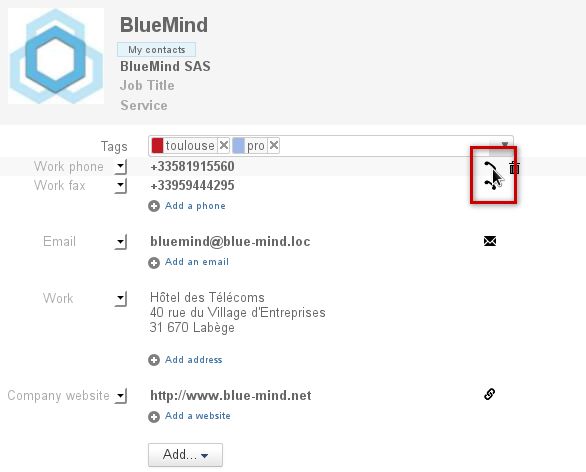 BlueMind
My contacts
BlueMind SAS
Job Title
Service
Tags toulouse pro
Work phone +33581915560
Work fax +33959444295
Add a phone
Email bluemind@blue-mind.loc
Add an email
Work Hôtel des Télécoms
40 rue du Village d'Entreprises
31 670 Labège
Add address
Company website http://www.blue-mind.net
Add a website
Add...